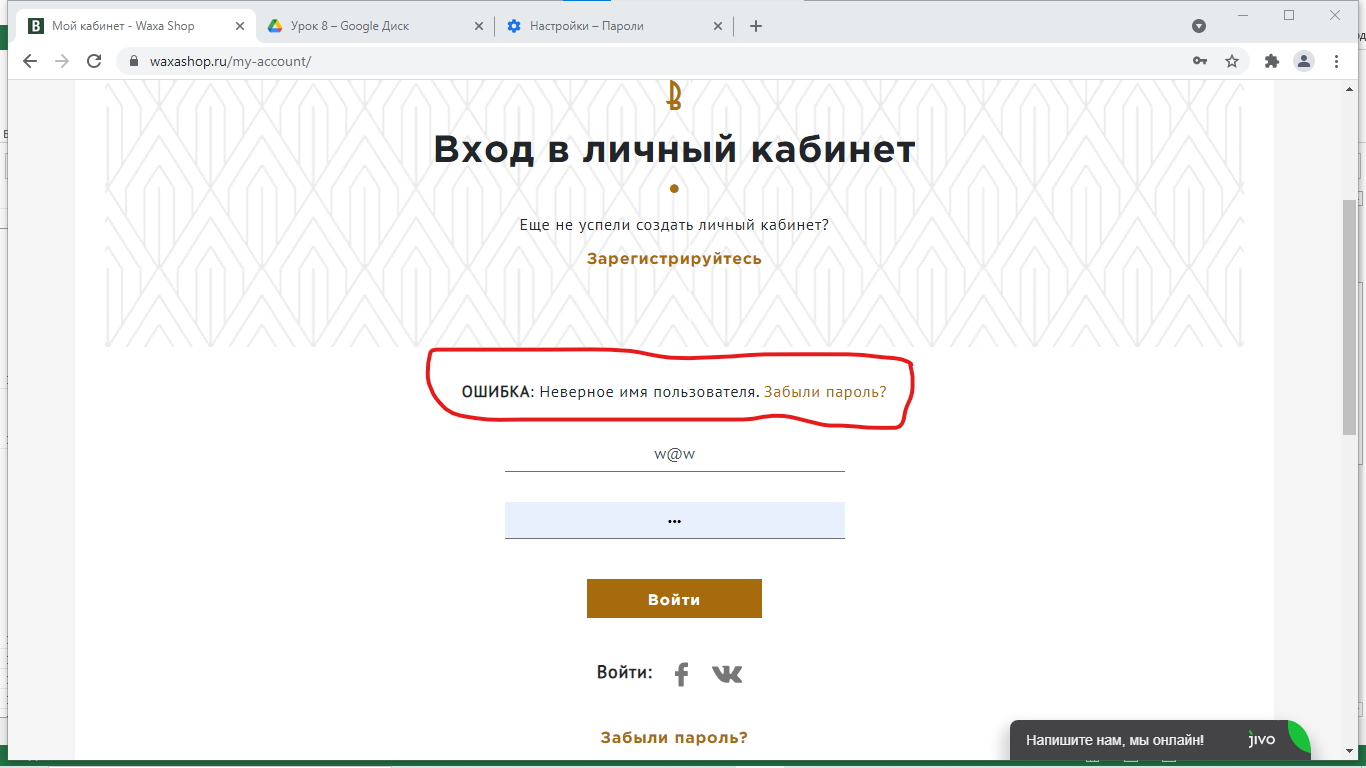 Мой кабинет - Waxa Shop
Урок 8 – Google Диск
Настройки – Пароли
waxashop.ru/my-account/
Вход в личный кабинет
Еще не успели создать личный кабинет?
Зарегистрируйтесь
ОШИБКА: Неверное имя пользователя. Забыли пароль?
w@w
•••
Войти
Войти:
Забыли пароль?
Напишите нам, мы онлайн! jivo